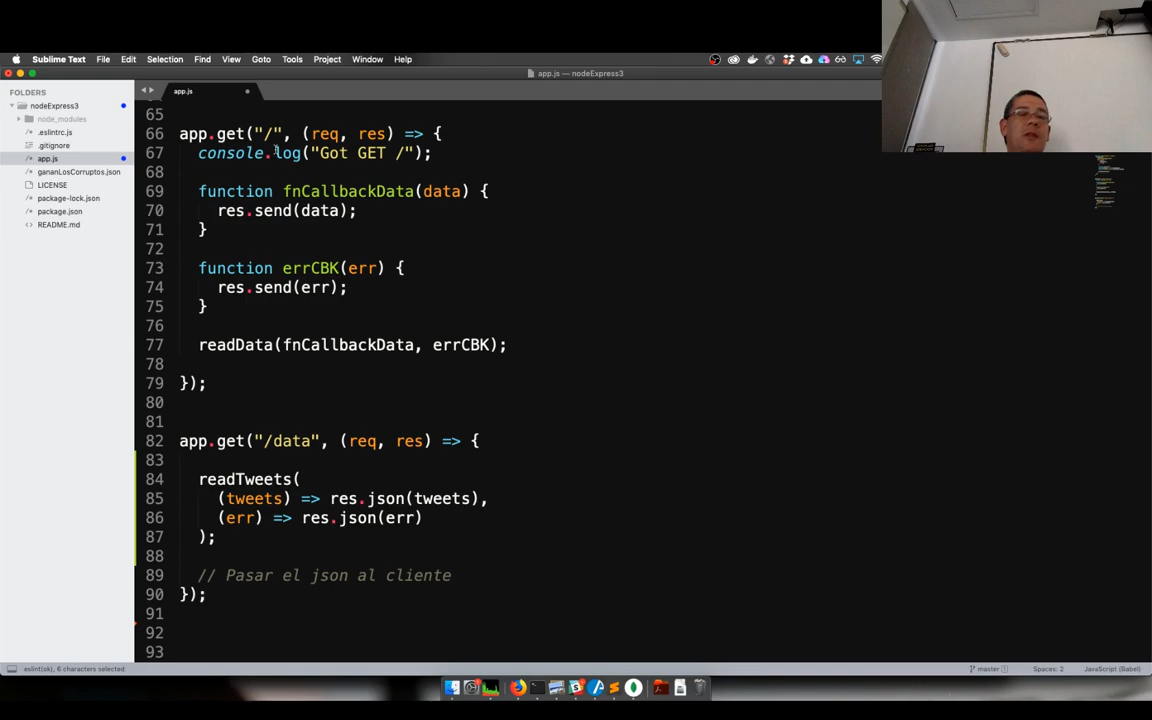 Sublime Text File Edit Selection Find View Goto Tools Project Window Help
app.js — nodeExpress3
FOLDERS
nodeExpress3
node_modules
.eslintrc.js
.gitignore
app.js
gananLosCorruptos.json
LICENSE
package-lock.json
package.json
README.md
app.js
65
66 app.get("/", (req, res) => {
67 console.log("Got GET /");
68
69 function fnCallbackData(data) {
70 res.send(data);
71 }
72
73 function errCBK(err) {
74 res.send(err);
75 }
76
77 readData(fnCallbackData, errCBK);
78
79 });
80
81
82 app.get("/data", (req, res) => {
83
84 readTweets(
85 (tweets) => res.json(tweets),
86 (err) => res.json(err)
87 );
88
89 // Pasar el json al cliente
90 });
91
92
93
eslint(ok), 6 characters selected
master
Spaces: 2
JavaScript (Babel)